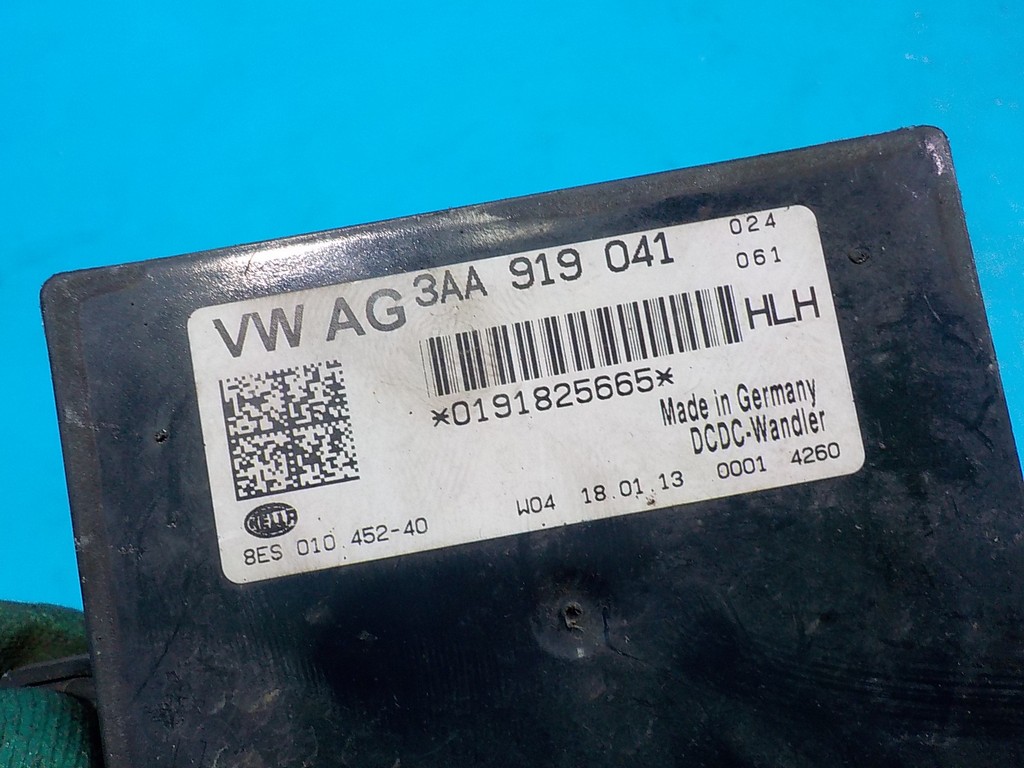 VW AG 3AA 919 041 024
061
HLH
*0191825665*
Made in Germany
DCDC-Wandler
HELLA
W04 18.01.13 0001 4260
8ES 010 452-40